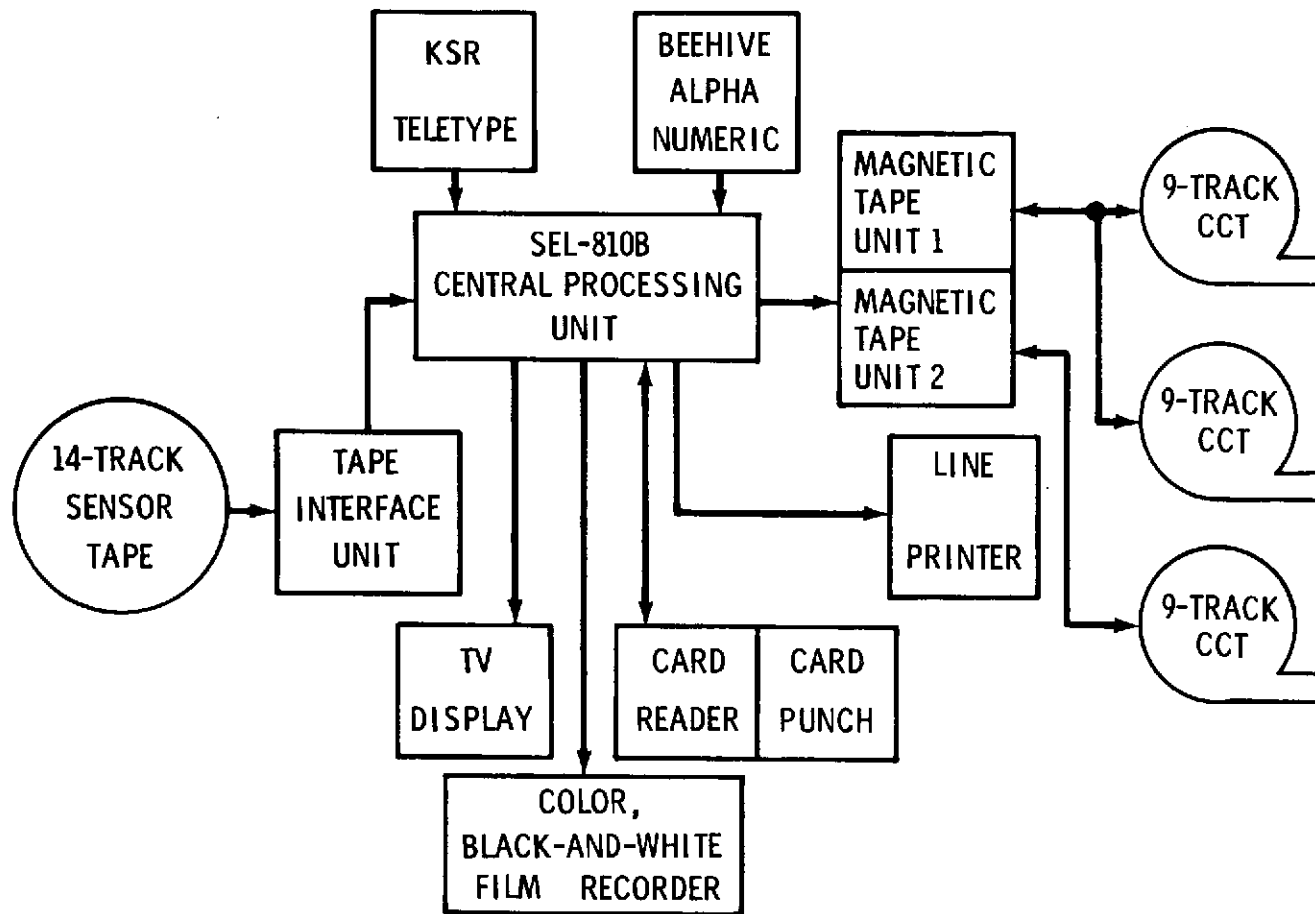 KSR
TELETYPE
BEEHIVE
ALPHA
NUMERIC
MAGNETIC
TAPE
UNIT 1
9-TRACK
CCT
SEL-810B
CENTRAL PROCESSING
UNIT
MAGNETIC
TAPE
UNIT 2
9-TRACK
CCT
14-TRACK
SENSOR
TAPE
TAPE
INTERFACE
UNIT
LINE
PRINTER
9-TRACK
CCT
TV
DISPLAY
CARD
READER
CARD
PUNCH
COLOR,
BLACK-AND-WHITE
FILM RECORDER